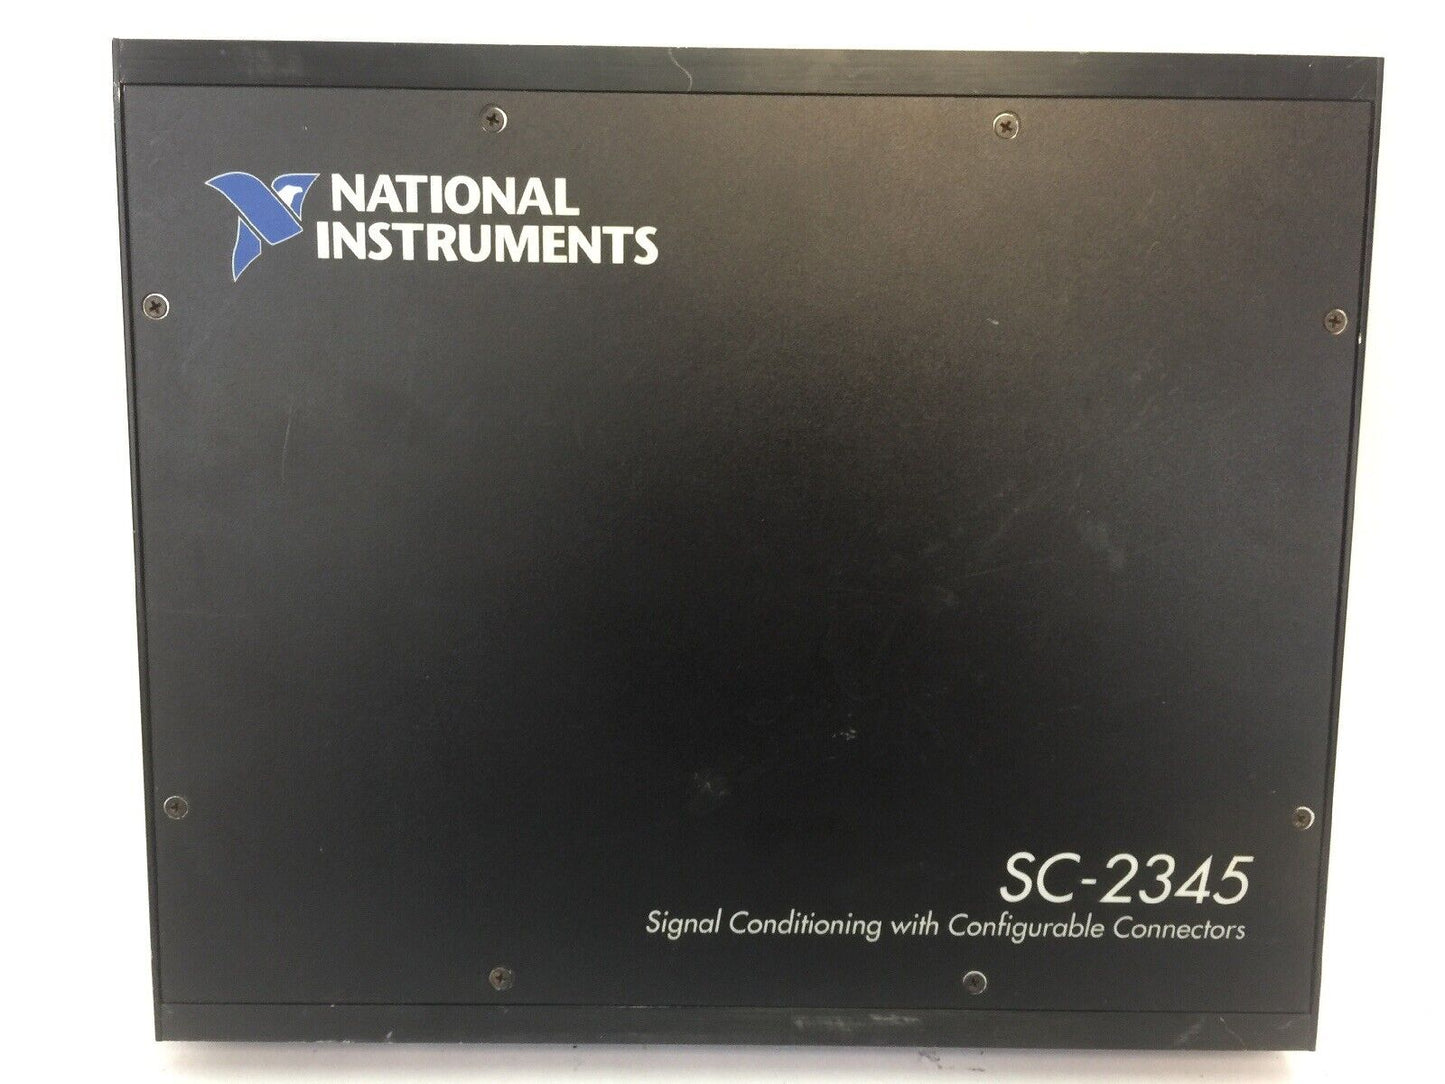 NATIONAL
INSTRUMENTS
SC-2345
Signal Conditioning with Configurable Connectors